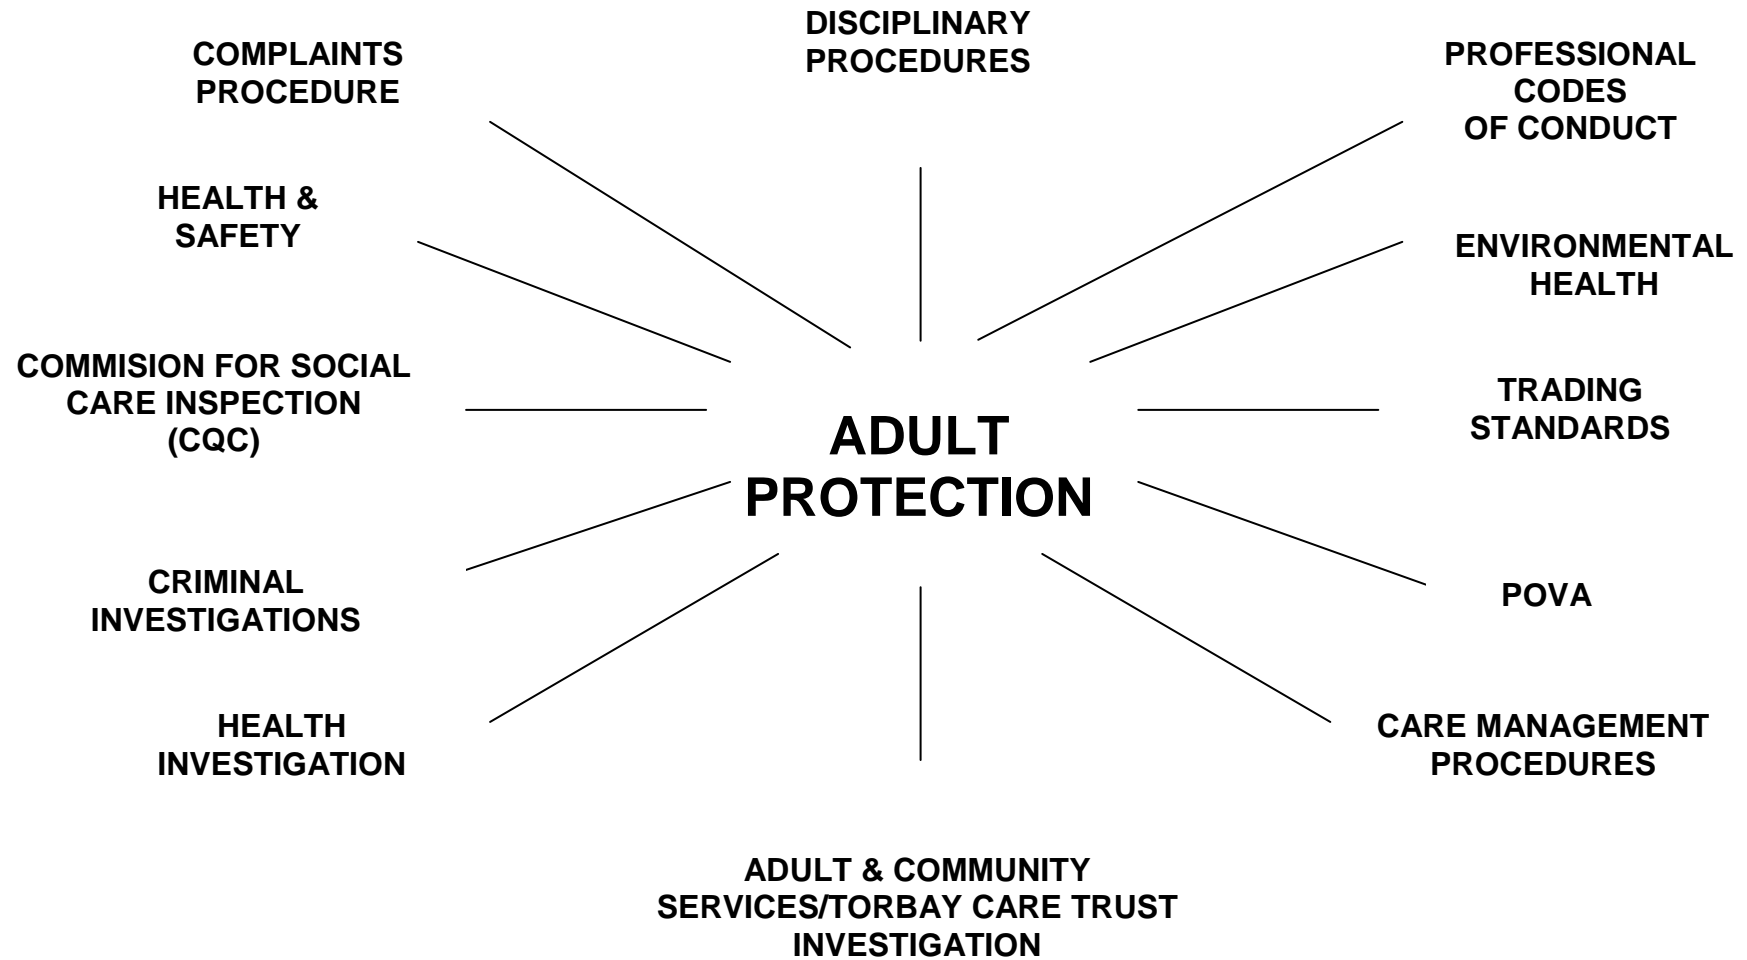 DISCIPLINARY
PROCEDURES
COMPLAINTS
PROCEDURE
PROFESSIONAL
CODES
OF CONDUCT
HEALTH &
SAFETY
ENVIRONMENTAL
HEALTH
COMMISION FOR SOCIAL
CARE INSPECTION
(CQC)
TRADING
STANDARDS
ADULT
PROTECTION
CRIMINAL
INVESTIGATIONS
POVA
HEALTH
INVESTIGATION
CARE MANAGEMENT
PROCEDURES
ADULT & COMMUNITY
SERVICES/TORBAY CARE TRUST
INVESTIGATION